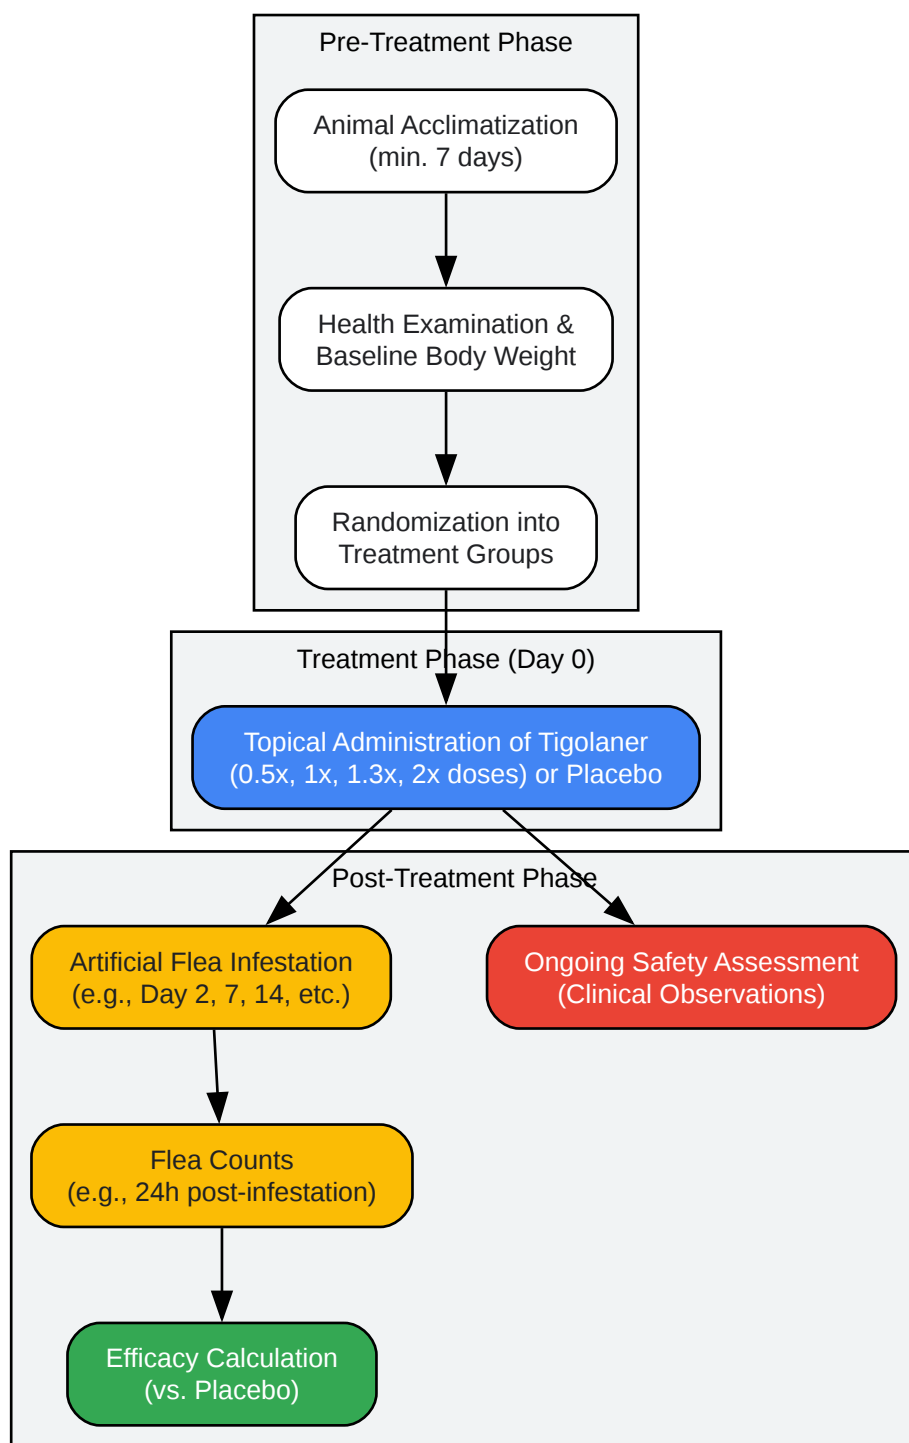 Pre-Treatment Phase
Animal Acclimatization
(min. 7 days)
Health Examination &
Baseline Body Weight
Randomization into
Treatment Groups
Treatment Phase (Day 0)
Topical Administration of Tigolaner
(0.5x, 1x, 1.3x, 2x doses) or Placebo
Post-Treatment Phase
Artificial Flea Infestation
(e.g., Day 2, 7, 14, etc.)
Ongoing Safety Assessment
(Clinical Observations)
Flea Counts
(e.g., 24h post-infestation)
Efficacy Calculation
(vs. Placebo)